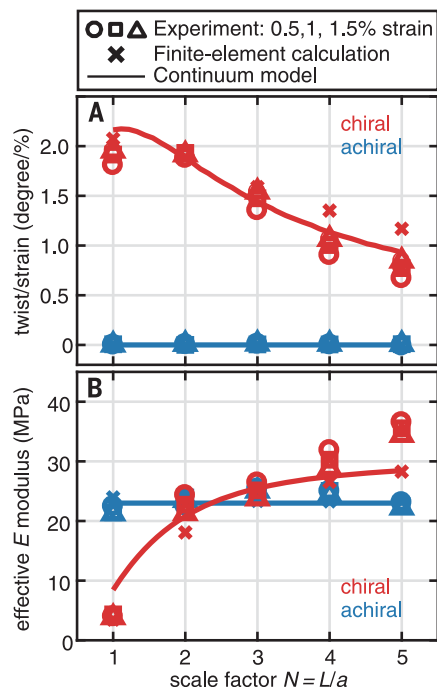 Experiment: 0.5,1, 1.5% strain
Finite-element calculation
Continuum model
A
chiral
achiral
twist/strain (degree/%)
2.0
1.5
1.0
0.5
0
B
effective E modulus (MPa)
40
30
20
10
0
chiral
achiral
1 2 3 4 5
scale factor N = L/a